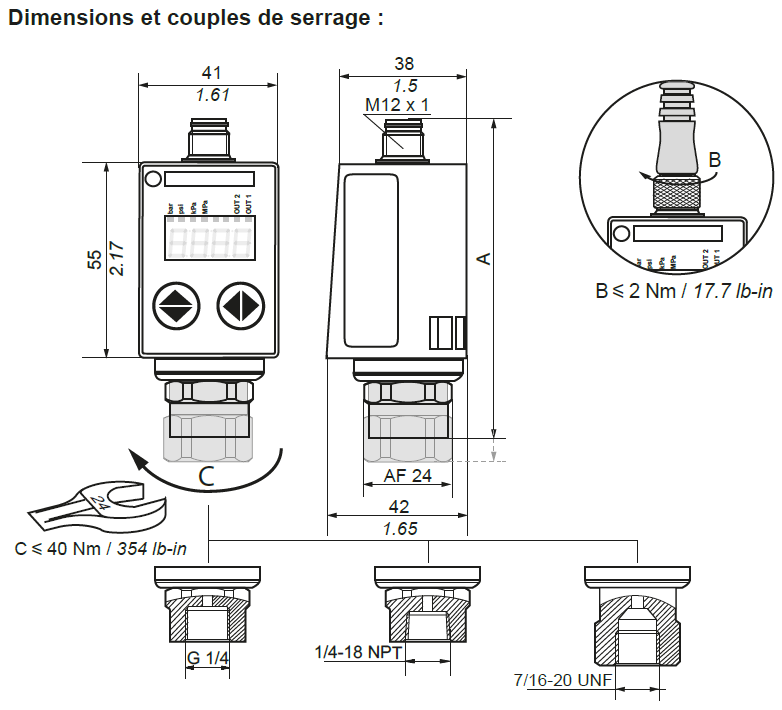 Dimensions et couples de serrage :
41
1.61
38
1.5
M12 x 1
bar
psi
kPa
MPa
OUT 2
OUT 1
8888
55
2.17
A
B
bar
psi
kPa
MPa
OUT 2
OUT 1
B ⩽ 2 Nm / 17.7 lb-in
C
AF 24
24
42
1.65
C ⩽ 40 Nm / 354 lb-in
G 1/4
1/4-18 NPT
7/16-20 UNF